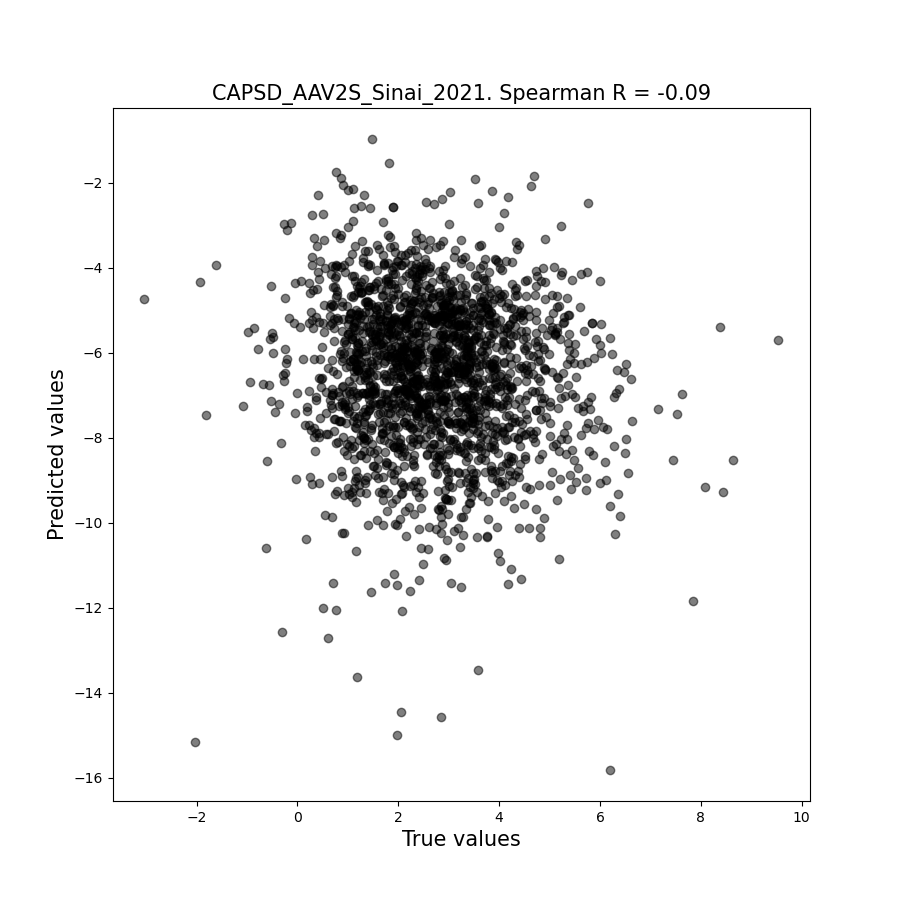 CAPSD_AAV2S_Sinai_2021. Spearman R = -0.09
−2
−4
−6
−8
−10
−12
−14
−16
Predicted values
−2 0 2 4 6 8 10
True values